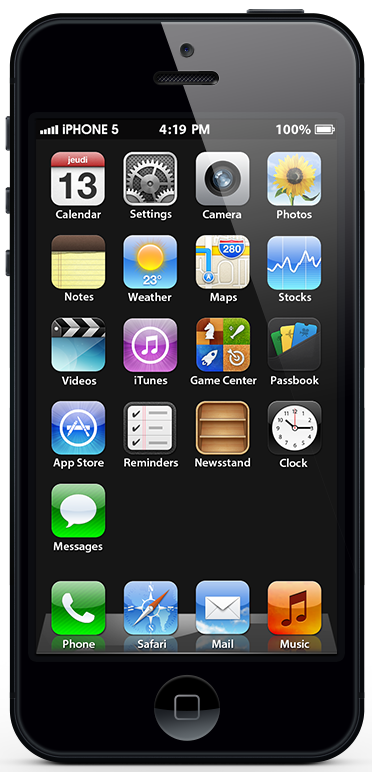 iPHONE 5 4:19 PM 100%
jeudi
13
Calendar Settings Camera Photos
23°
280
Notes Weather Maps Stocks
Videos iTunes Game Center Passbook
App Store Reminders Newsstand Clock
Messages
Phone Safari Mail Music